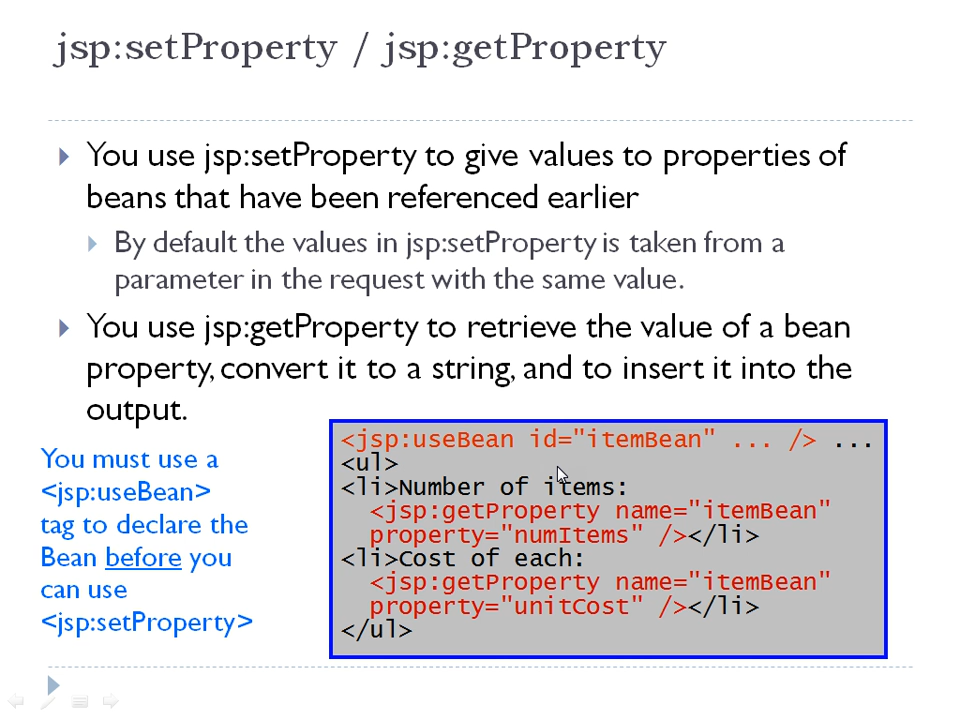 jsp:setProperty / jsp:getProperty
You use jsp:setProperty to give values to properties of
beans that have been referenced earlier
By default the values in jsp:setProperty is taken from a
parameter in the request with the same value.
You use jsp:getProperty to retrieve the value of a bean
property, convert it to a string, and to insert it into the
output.
You must use a
<jsp:useBean>
tag to declare the
Bean before you
can use
<jsp:setProperty>
<jsp:useBean id="itemBean" ... /> ...
<ul>
<li>Number of items:
<jsp:getProperty name="itemBean"
property="numItems" /></li>
<li>Cost of each:
<jsp:getProperty name="itemBean"
property="unitCost" /></li>
</ul>